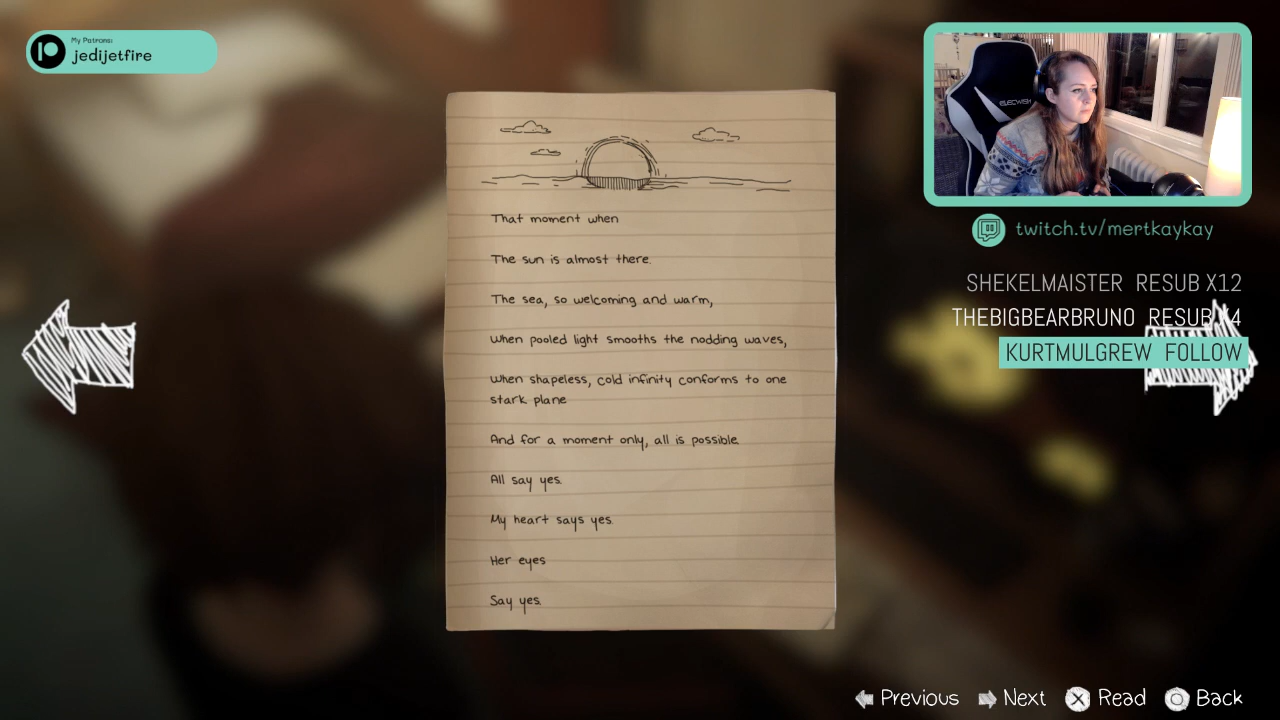 My Patrons:
jedijetfire
ELECWISH
twitch.tv/mertkaykay
SHEKELMAISTER RESUB X12
THEBIGBEARBRUNO RESUB X4
KURTMULGREW FOLLOW
That moment when
The sun is almost there.
The sea, so welcoming and warm,
When pooled light smooths the nodding waves,
When shapeless, cold infinity conforms to one
stark plane
And for a moment only, all is possible.
All say yes.
My heart says yes.
Her eyes
Say yes.
Previous Next Read Back